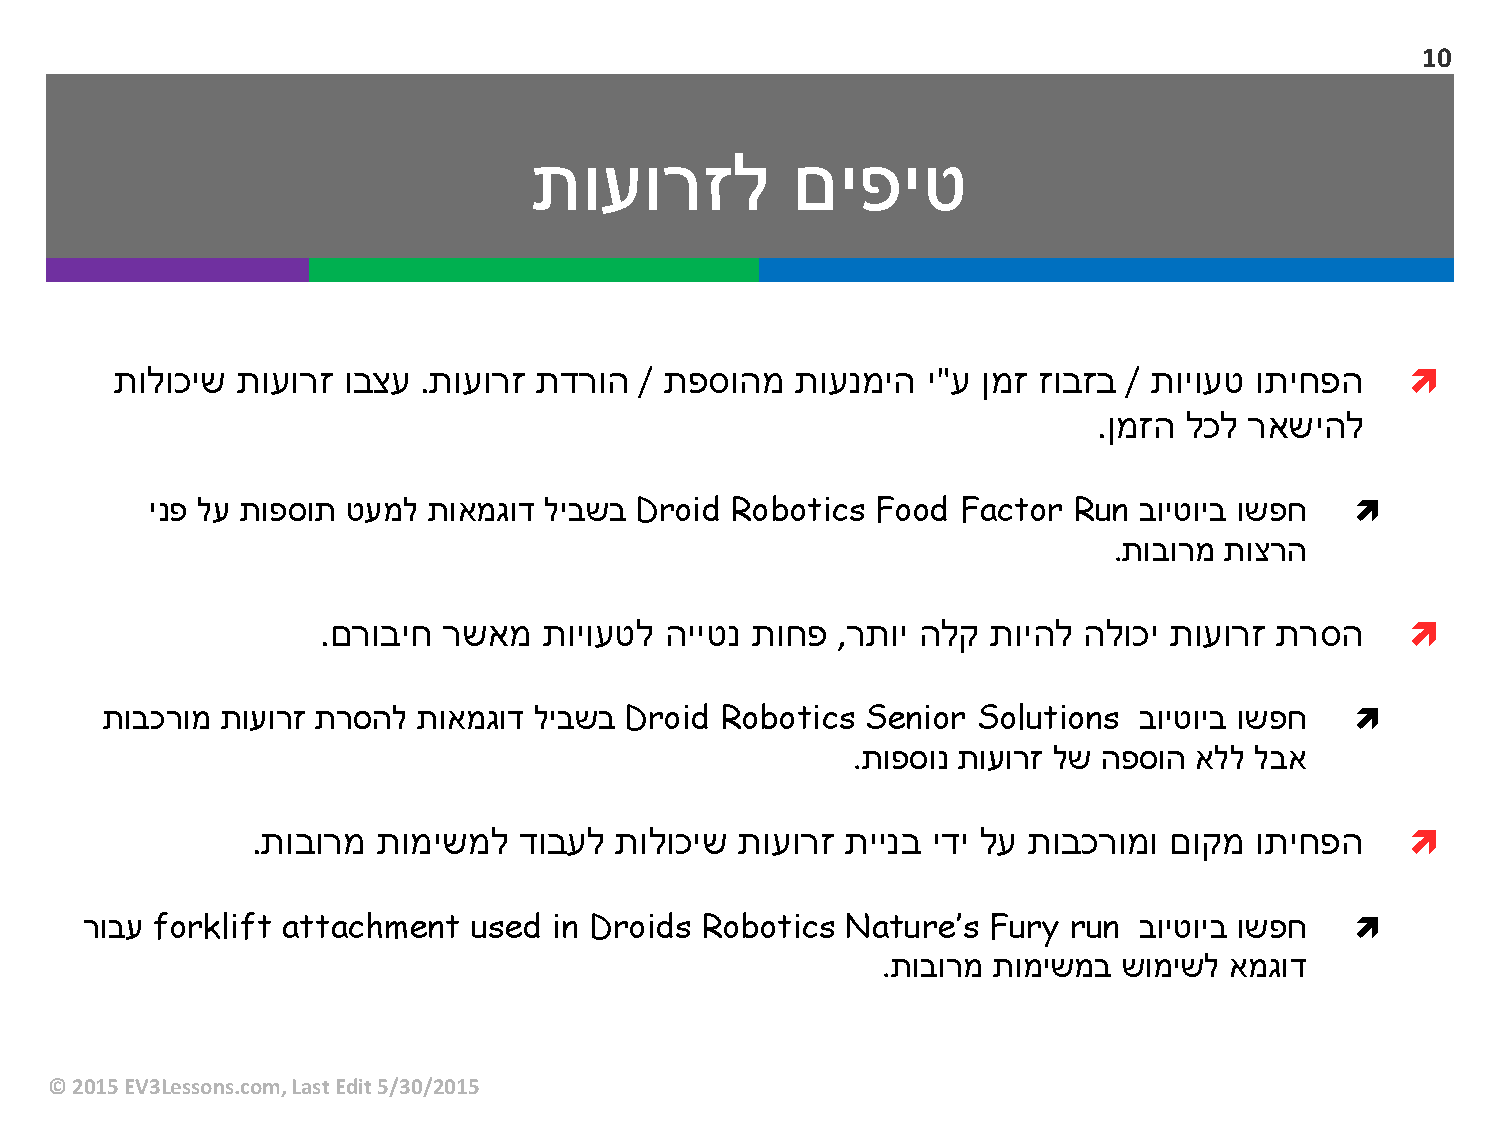 10
טיפים לזרועות
הפחיתו טעויות / בזבוז זמן ע"י הימנעות מהוספת / הורדת זרועות. עצבו זרועות שיכולות
להישאר לכל הזמן.
חפשו ביוטיוב Droid Robotics Food Factor Run בשביל דוגמאות למעט תוספות על פני
הרצות מרובות.
הסרת זרועות יכולה להיות קלה יותר, פחות נטייה לטעויות מאשר חיבורם.
חפשו ביוטיוב Droid Robotics Senior Solutions בשביל דוגמאות להסרת זרועות מורכבות
אבל ללא הוספה של זרועות נוספות.
הפחיתו מקום ומורכבות על ידי בניית זרועות שיכולות לעבוד למשימות מרובות.
חפשו ביוטיוב forklift attachment used in Droids Robotics Nature’s Fury run עבור
דוגמא לשימוש במשימות מרובות.
© 2015 EV3Lessons.com, Last Edit 5/30/2015